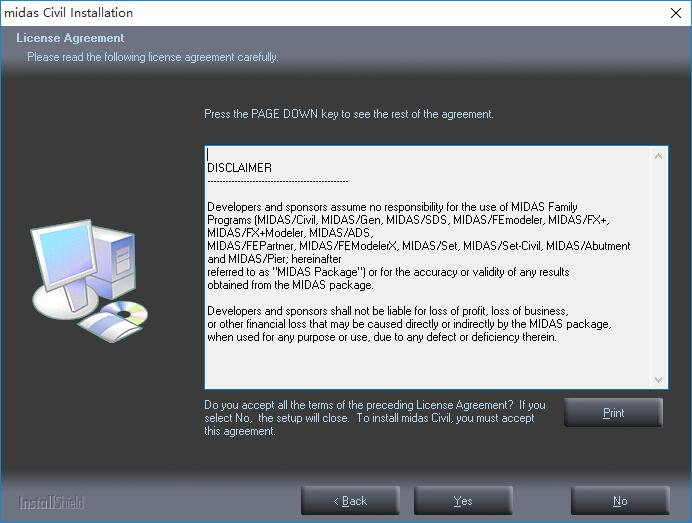 midas Civil Installation
License Agreement
Please read the following license agreement carefully.
Press the PAGE DOWN key to see the rest of the agreement.
DISCLAIMER
-----------------------------------------------
Developers and sponsors assume no responsibility for the use of MIDAS Family
Programs (MIDAS/Civil, MIDAS/Gen, MIDAS/SDS, MIDAS/FEmodeler, MIDAS/FX+,
MIDAS/FX+Modeler, MIDAS/ADS,
MIDAS/FEPartner, MIDAS/FEModelerX, MIDAS/Set, MIDAS/Set-Civil, MIDAS/Abutment
and MIDAS/Pier; hereinafter
referred to as "MIDAS Package") or for the accuracy or validity of any results
obtained from the MIDAS package.
Developers and sponsors shall not be liable for loss of profit, loss of business,
or other financial loss that may be caused directly or indirectly by the MIDAS package,
when used for any purpose or use, due to any defect or deficiency therein.
Do you accept all the terms of the preceding License Agreement? If you
select No, the setup will close. To install midas Civil, you must accept
this agreement.
Print
InstallShield
< Back
Yes
No